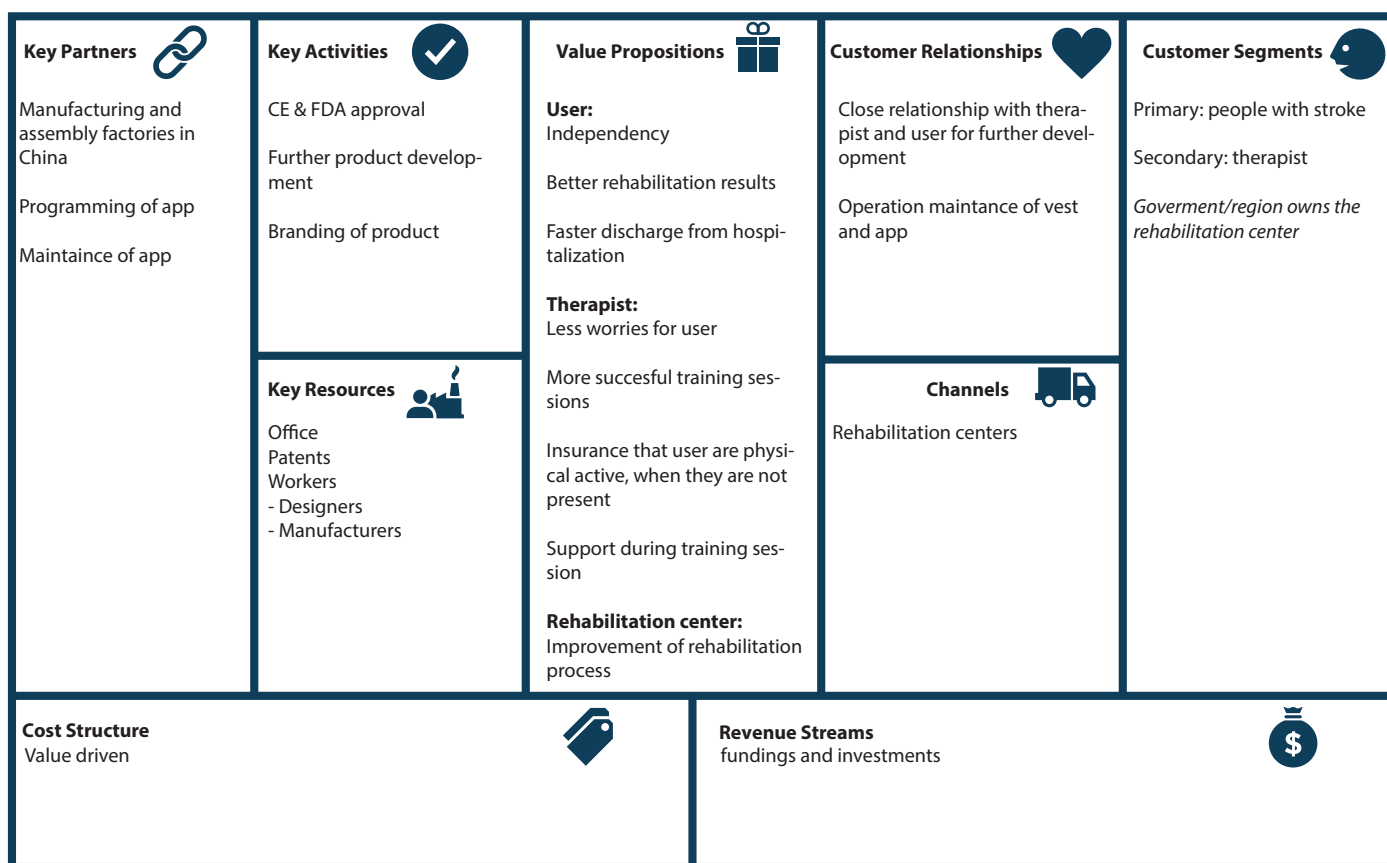 Key Partners
Manufacturing and
assembly factories in
China
Programming of app
Maintaince of app
Key Activities
CE & FDA approval
Further product develop-
ment
Branding of product
Key Resources
Office
Patents
Workers
- Designers
- Manufacturers
Value Propositions
User:
Independency
Better rehabilitation results
Faster discharge from hospi-
talization
Therapist:
Less worries for user
More succesful training ses-
sions
Insurance that user are physi-
cal active, when they are not
present
Support during training ses-
sion
Rehabilitation center:
Improvement of rehabilitation
process
Customer Relationships
Close relationship with thera-
pist and user for further devel-
opment
Operation maintance of vest
and app
Channels
Rehabilitation centers
Customer Segments
Primary: people with stroke
Secondary: therapist
Goverment/region owns the
rehabilitation center
Cost Structure
Value driven
Revenue Streams
fundings and investments
$